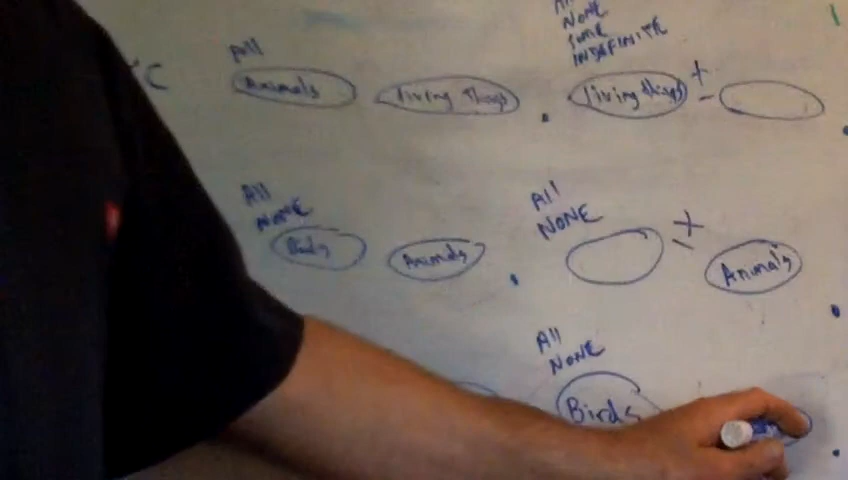 All
NONE
SOME
INDEFINITE
All
Animals living things . living things + -
All
NONE
All
NONE
Birds Animals . + - Animals .
All
NONE
Birds